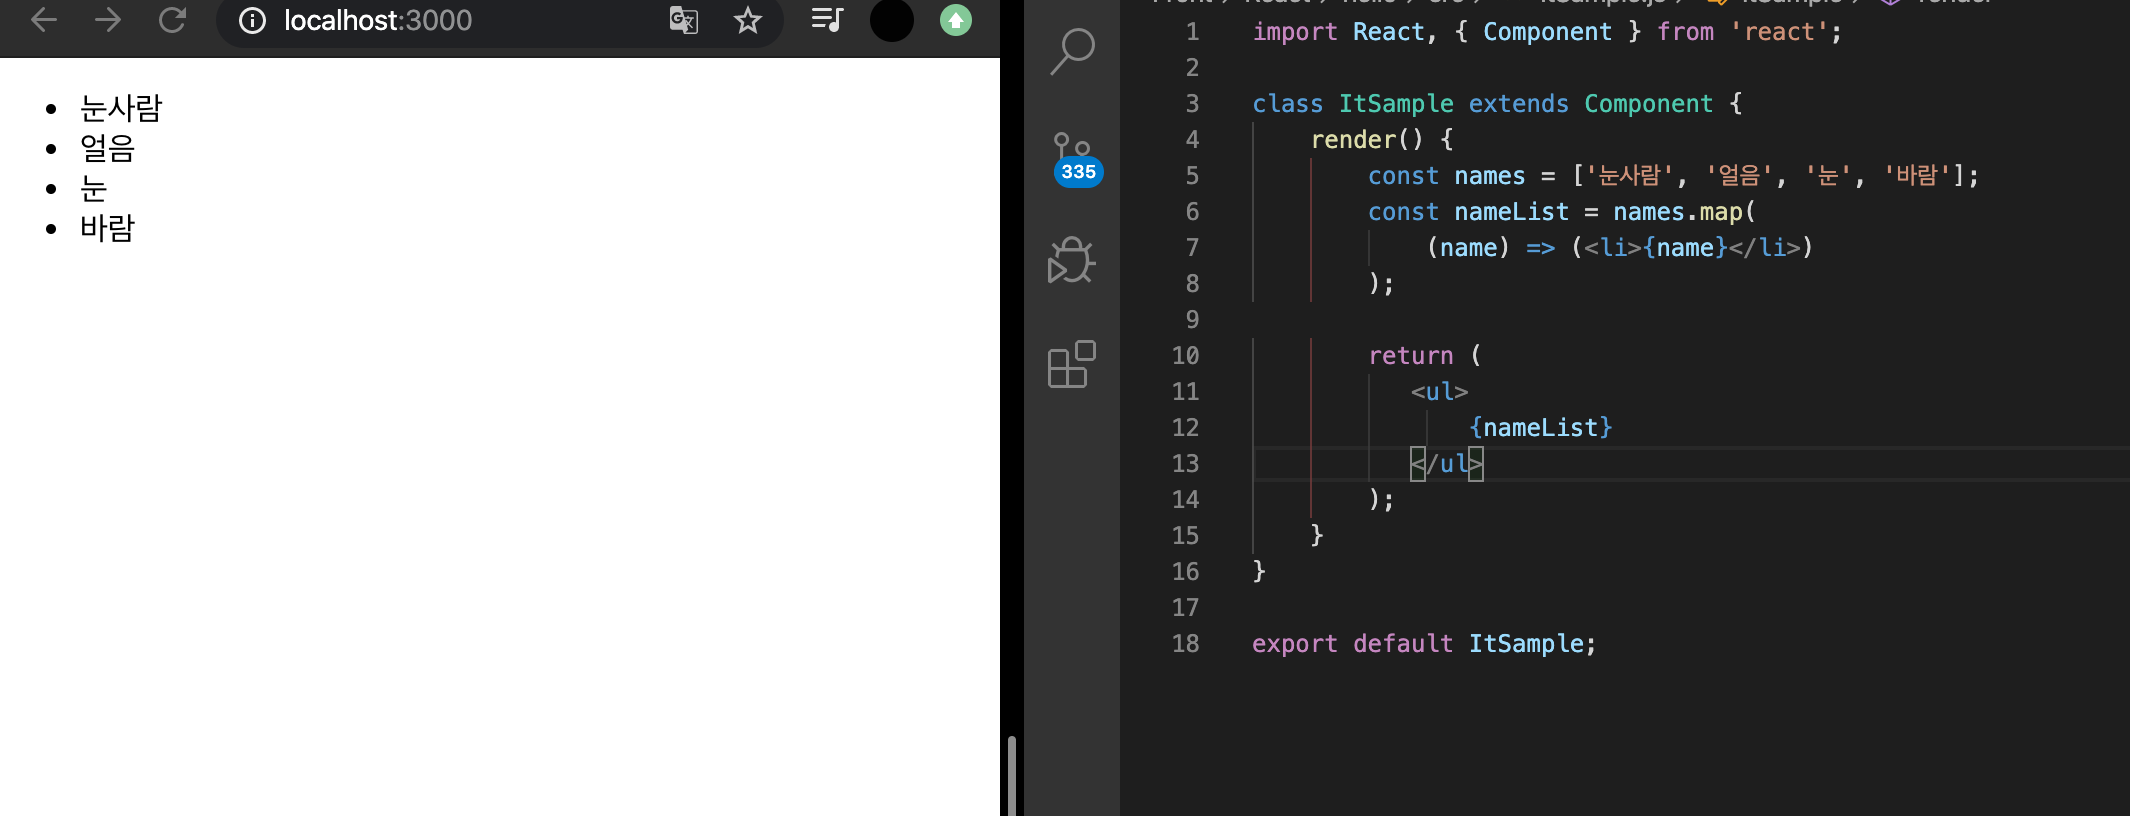 localhost:3000
눈사람
얼음
눈
바람
335
1 import React, { Component } from 'react';
2
3 class ItSample extends Component {
4 render() {
5 const names = ['눈사람', '얼음', '눈', '바람'];
6 const nameList = names.map(
7 (name) => (<li>{name}</li>)
8 );
9
10 return (
11 <ul>
12 {nameList}
13 </ul>
14 );
15 }
16 }
17
18 export default ItSample;